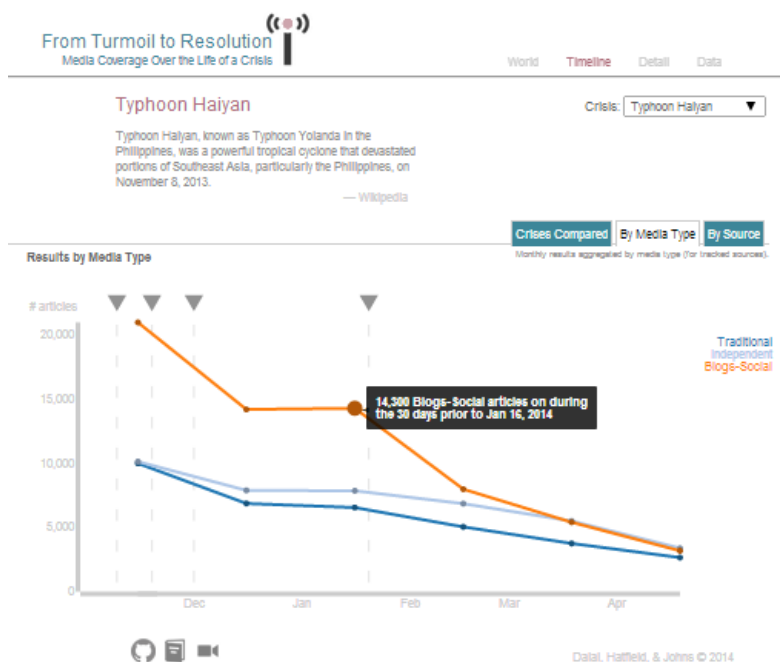 From Turmoil to Resolution
Media Coverage Over the Life of a Crisis
World Timeline Detail Data
Typhoon Haiyan
Crisis: Typhoon Haiyan
Typhoon Haiyan, known as Typhoon Yolanda in the
Philippines, was a powerful tropical cyclone that devastated
portions of Southeast Asia, particularly the Philippines, on
November 8, 2013.
— Wikipedia
Crises Compared By Media Type By Source
Results by Media Type
Monthly results aggregated by media type (for tracked sources).
# articles
20,000
15,000
10,000
5,000
0
Traditional
Independent
Blogs-Social
14,300 Blogs-Social articles on during
the 30 days prior to Jan 16, 2014
Dec Jan Feb Mar Apr
Dalal, Hatfield, & Johns © 2014